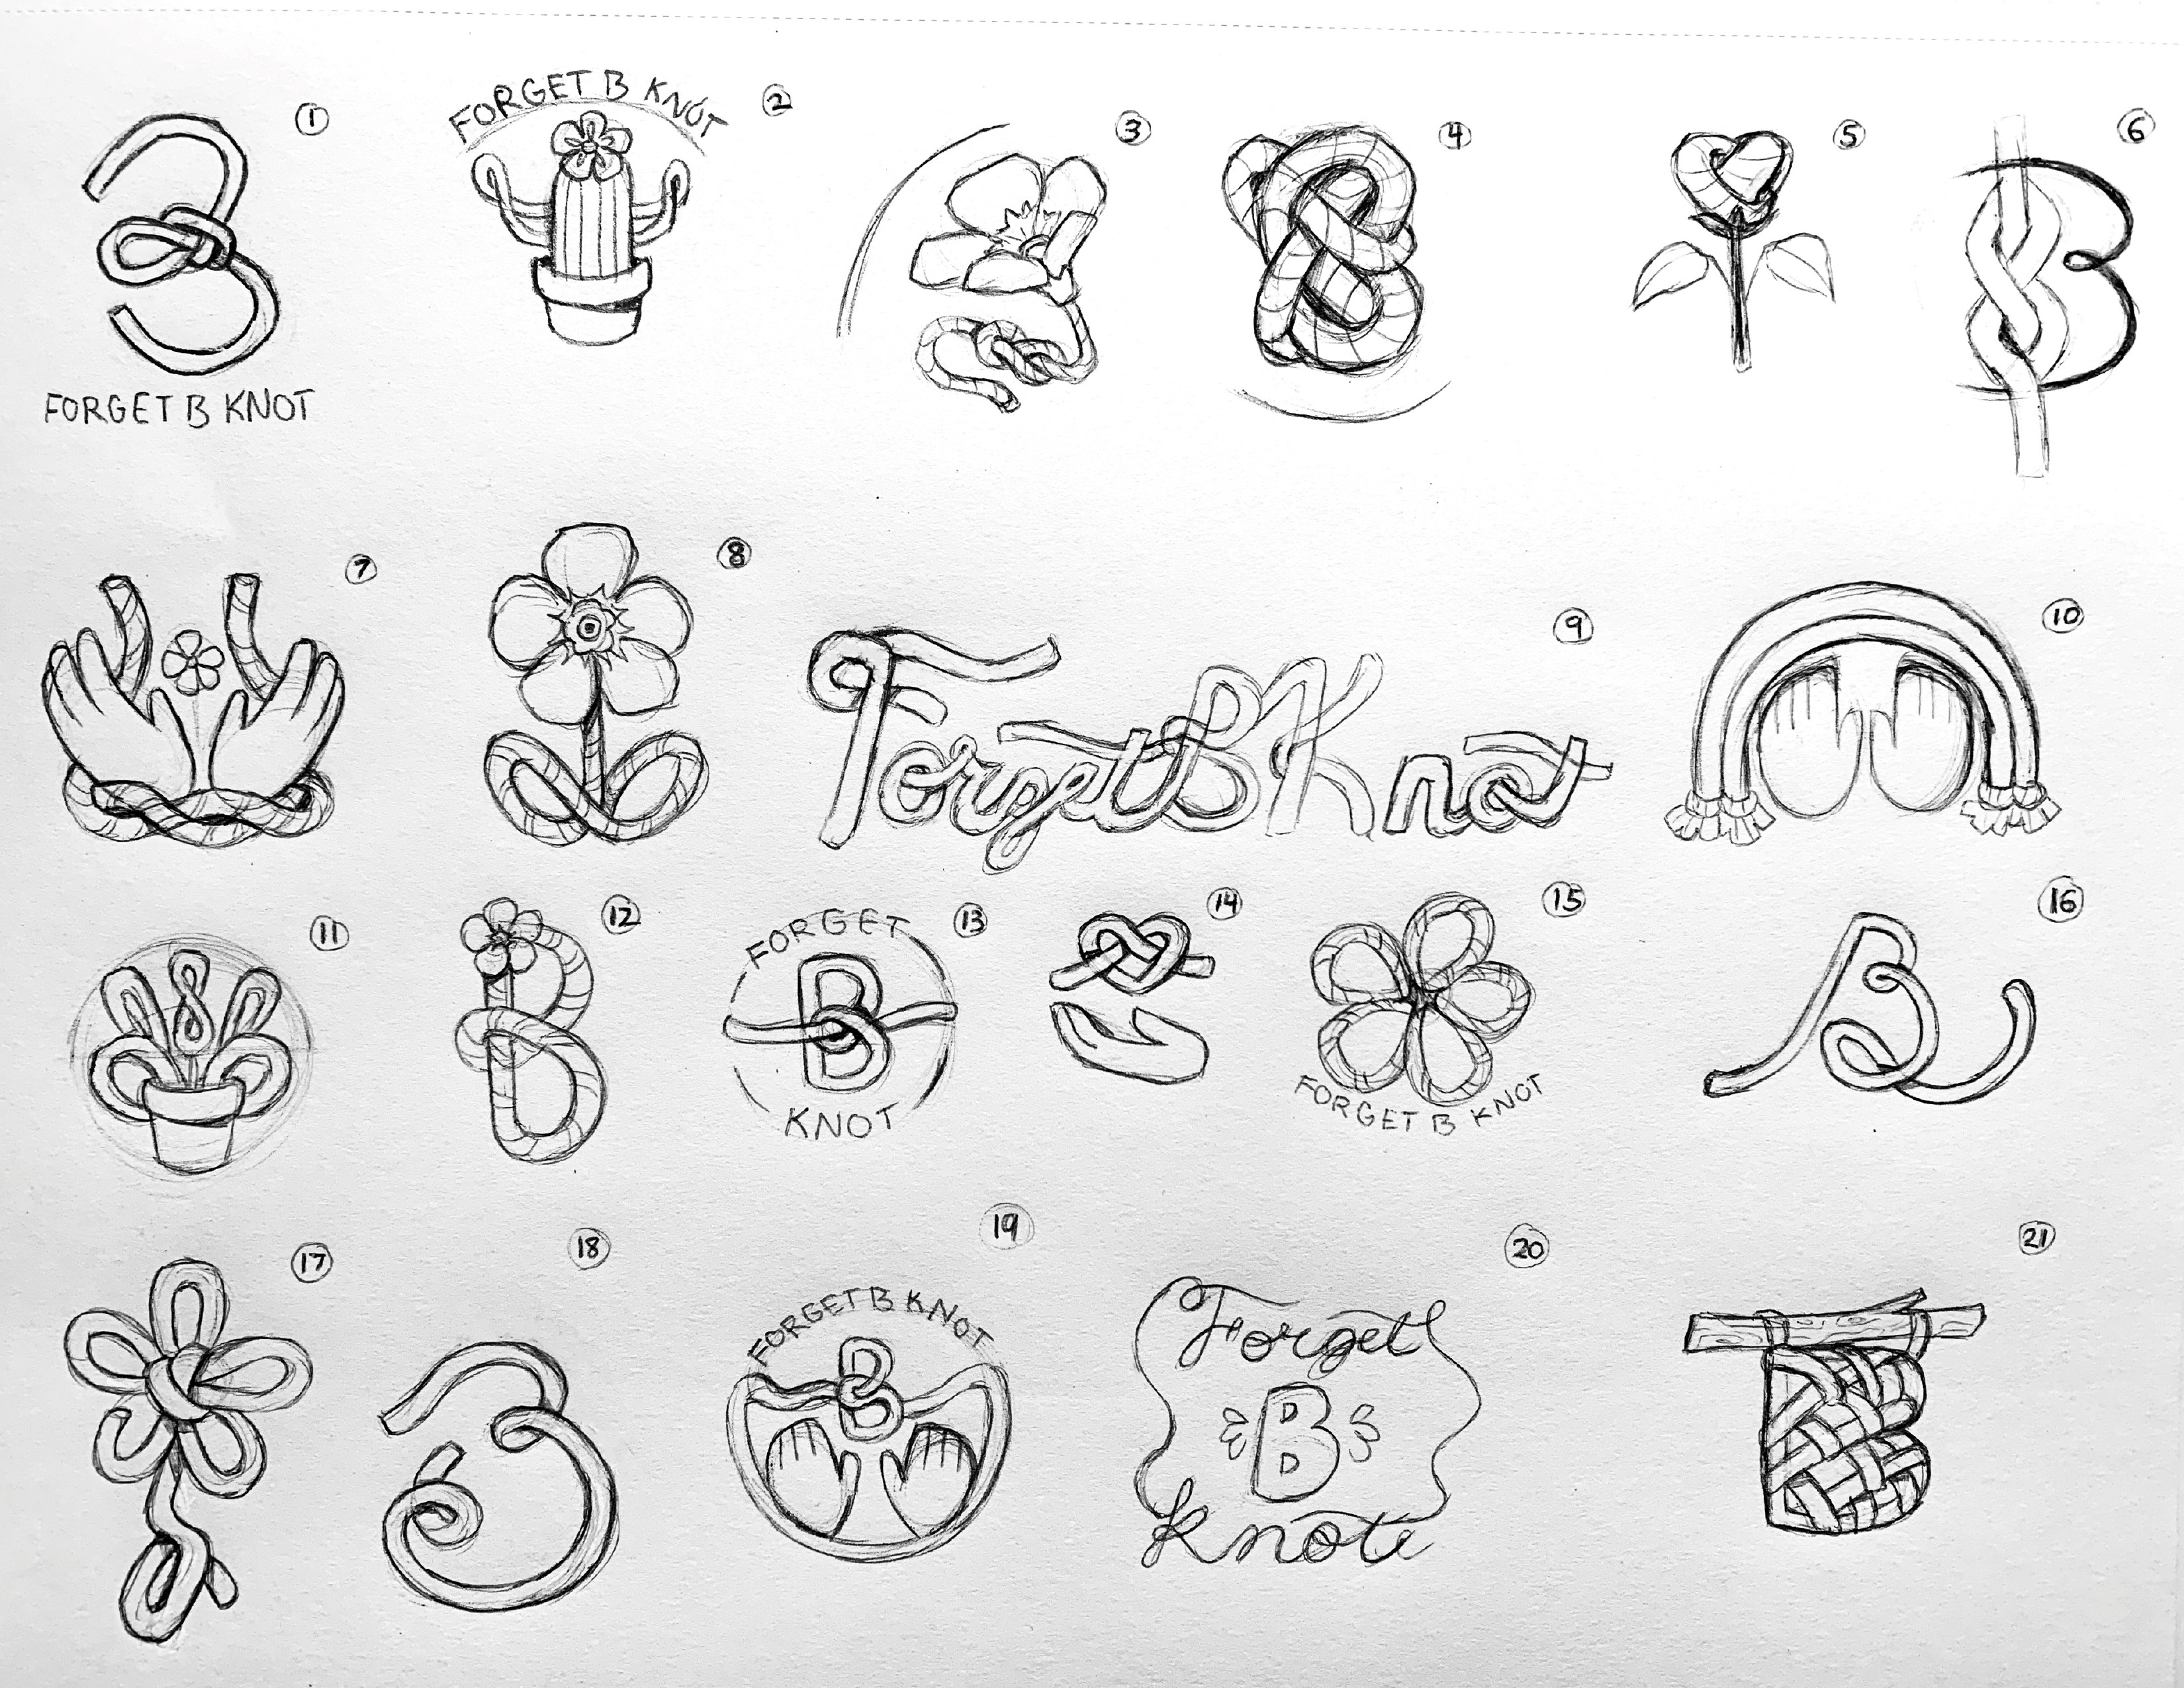 ①
FORGET B KNOT
FORGET B KNOT
②
③
④
⑤
⑥
B
⑦
⑧
Forget B Knot
⑨
⑩
⑪
⑫
B
FORGET
B
KNOT
⑬
⑭
⑮
FORGET B KNOT
⑯
B
⑰
⑱
⑲
FORGET B KNOT
B
⑳
Forget
B
Knot
㉑
B